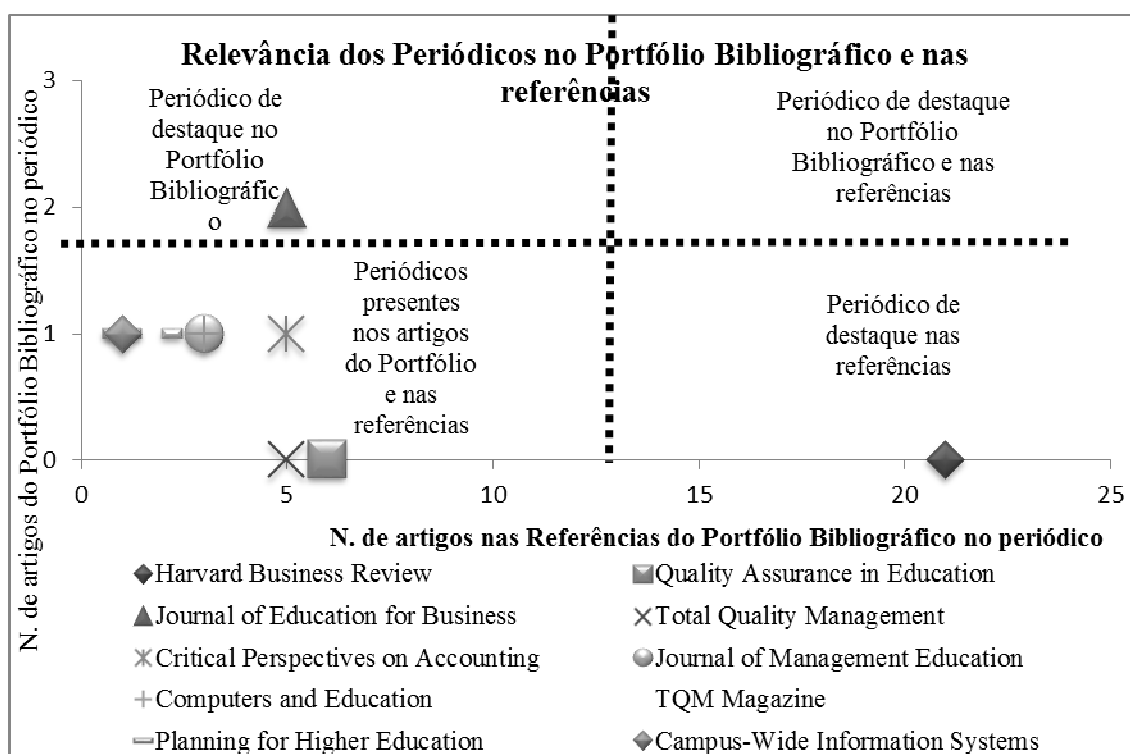 Relevância dos Periódicos no Portfólio Bibliográfico e nas
referências
N. de artigos do Portfólio Bibliográfico no periódico
3
2
1
0
Periódico de
destaque no
Portfólio
Bibliográfic
o
Periódico de destaque
no Portfólio
Bibliográfico e nas
referências
Periódicos
presentes
nos artigos
do Portfólio
e nas
referências
Periódico de
destaque nas
referências
0 5 10 15 20 25
N. de artigos nas Referências do Portfólio Bibliográfico no periódico
Harvard Business Review
Quality Assurance in Education
Journal of Education for Business
Total Quality Management
Critical Perspectives on Accounting
Journal of Management Education
Computers and Education
TQM Magazine
Planning for Higher Education
Campus-Wide Information Systems